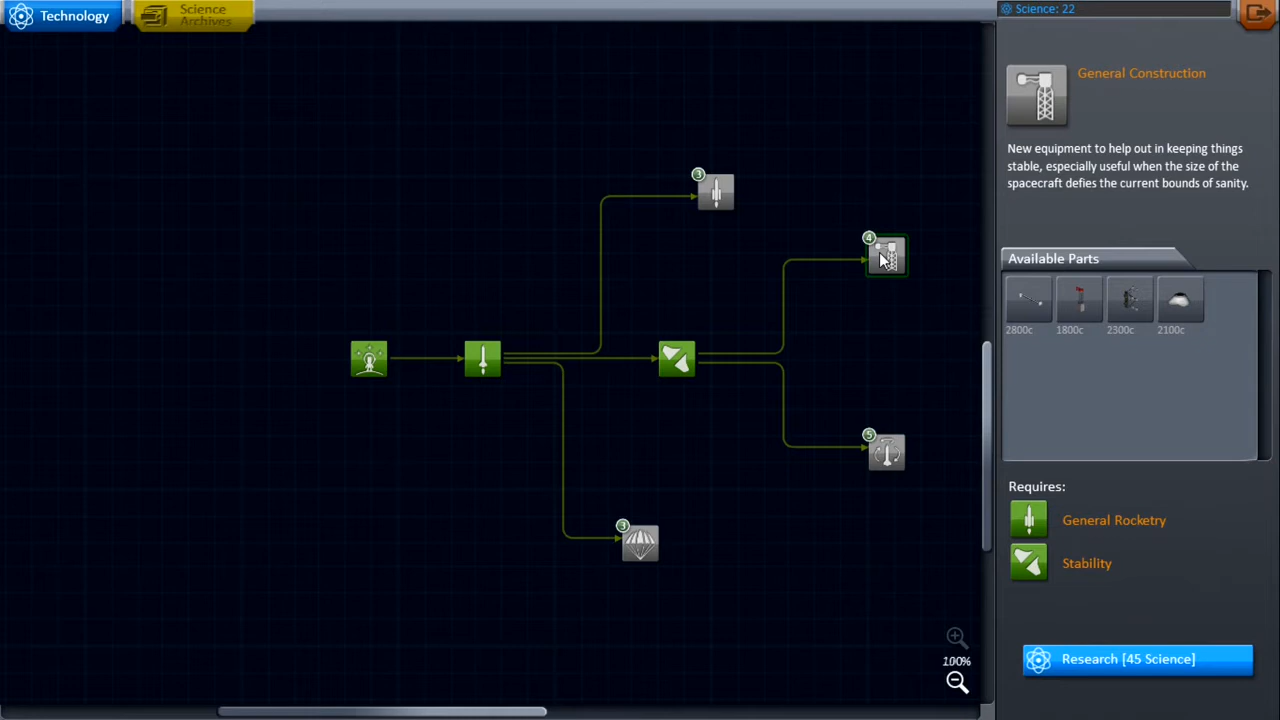 Technology
Science
Archives
Science: 22
General Construction
New equipment to help out in keeping things
stable, especially useful when the size of the
spacecraft defies the current bounds of sanity.
Available Parts
2800c 1800c 2300c 2100c
3
4
5
3
Requires:
General Rocketry
Stability
100%
Research [45 Science]